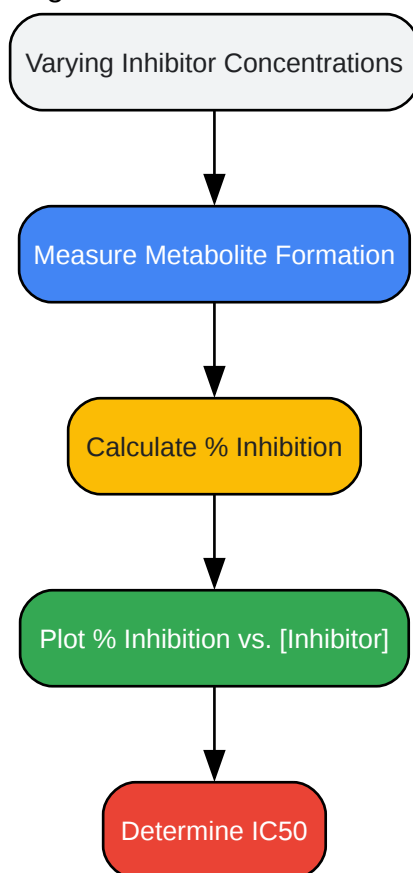 Varying Inhibitor Concentrations
Measure Metabolite Formation
Calculate % Inhibition
Plot % Inhibition vs. [Inhibitor]
Determine IC50